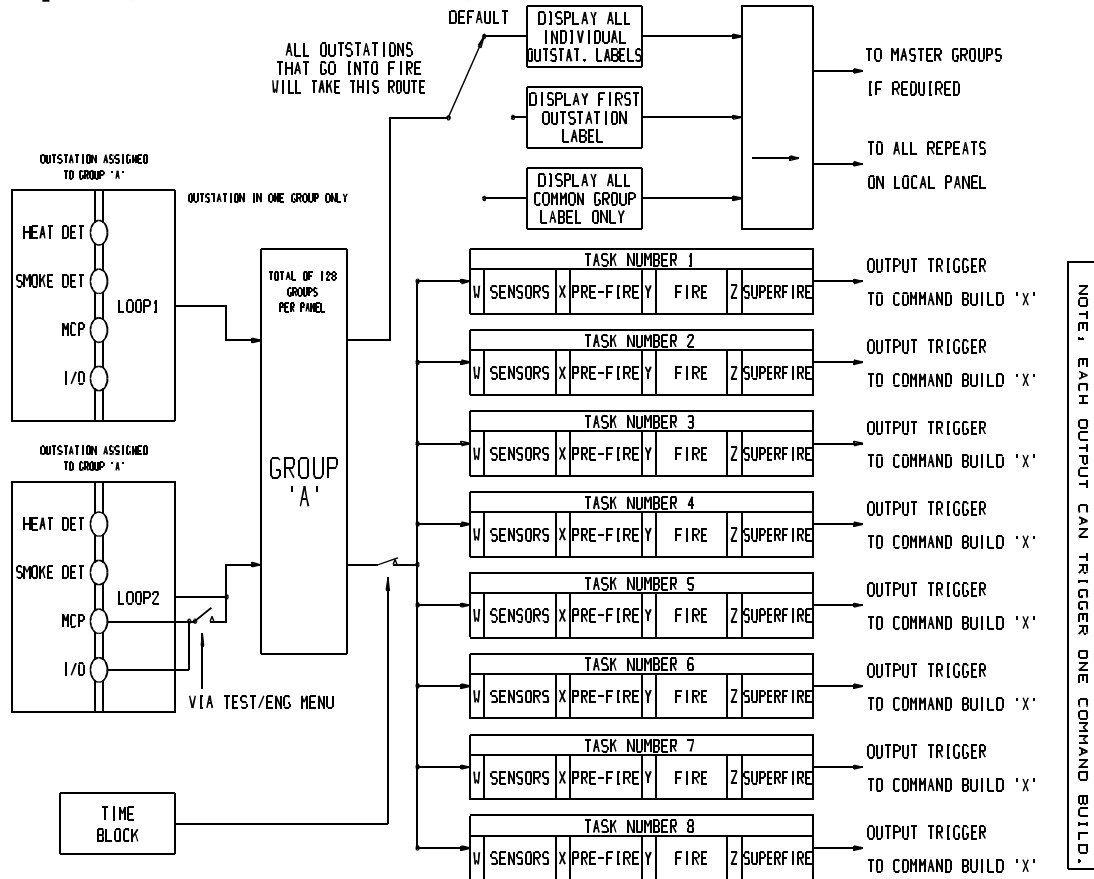 DEFAULT
DISPLAY ALL
INDIVIDUAL
OUTSTAT. LABELS
ALL OUTSTATIONS
THAT GO INTO FIRE
WILL TAKE THIS ROUTE
TO MASTER GROUPS
IF REQUIRED
DISPLAY FIRST
OUTSTATION
LABEL
TO ALL REPEATS
ON LOCAL PANEL
DISPLAY ALL
COMMON GROUP
LABEL ONLY
OUTSTATION ASSIGNED
TO GROUP 'A'
OUTSTATION IN ONE GROUP ONLY
HEAT DET
SMOKE DET
LOOP1
MCP
I/O
TOTAL OF 128
GROUPS
PER PANEL
GROUP
'A'
OUTSTATION ASSIGNED
TO GROUP 'A'
HEAT DET
SMOKE DET
LOOP2
MCP
I/O
VIA TEST/ENG MENU
TIME
BLOCK
TASK NUMBER 1
W SENSORS X PRE-FIRE Y FIRE Z SUPERFIRE
OUTPUT TRIGGER
TO COMMAND BUILD 'X'
TASK NUMBER 2
W SENSORS X PRE-FIRE Y FIRE Z SUPERFIRE
OUTPUT TRIGGER
TO COMMAND BUILD 'X'
TASK NUMBER 3
W SENSORS X PRE-FIRE Y FIRE Z SUPERFIRE
OUTPUT TRIGGER
TO COMMAND BUILD 'X'
TASK NUMBER 4
W SENSORS X PRE-FIRE Y FIRE Z SUPERFIRE
OUTPUT TRIGGER
TO COMMAND BUILD 'X'
TASK NUMBER 5
W SENSORS X PRE-FIRE Y FIRE Z SUPERFIRE
OUTPUT TRIGGER
TO COMMAND BUILD 'X'
TASK NUMBER 6
W SENSORS X PRE-FIRE Y FIRE Z SUPERFIRE
OUTPUT TRIGGER
TO COMMAND BUILD 'X'
TASK NUMBER 7
W SENSORS X PRE-FIRE Y FIRE Z SUPERFIRE
OUTPUT TRIGGER
TO COMMAND BUILD 'X'
TASK NUMBER 8
W SENSORS X PRE-FIRE Y FIRE Z SUPERFIRE
OUTPUT TRIGGER
TO COMMAND BUILD 'X'
NOTE; EACH OUTPUT CAN TRIGGER ONE COMMAND BUILD.